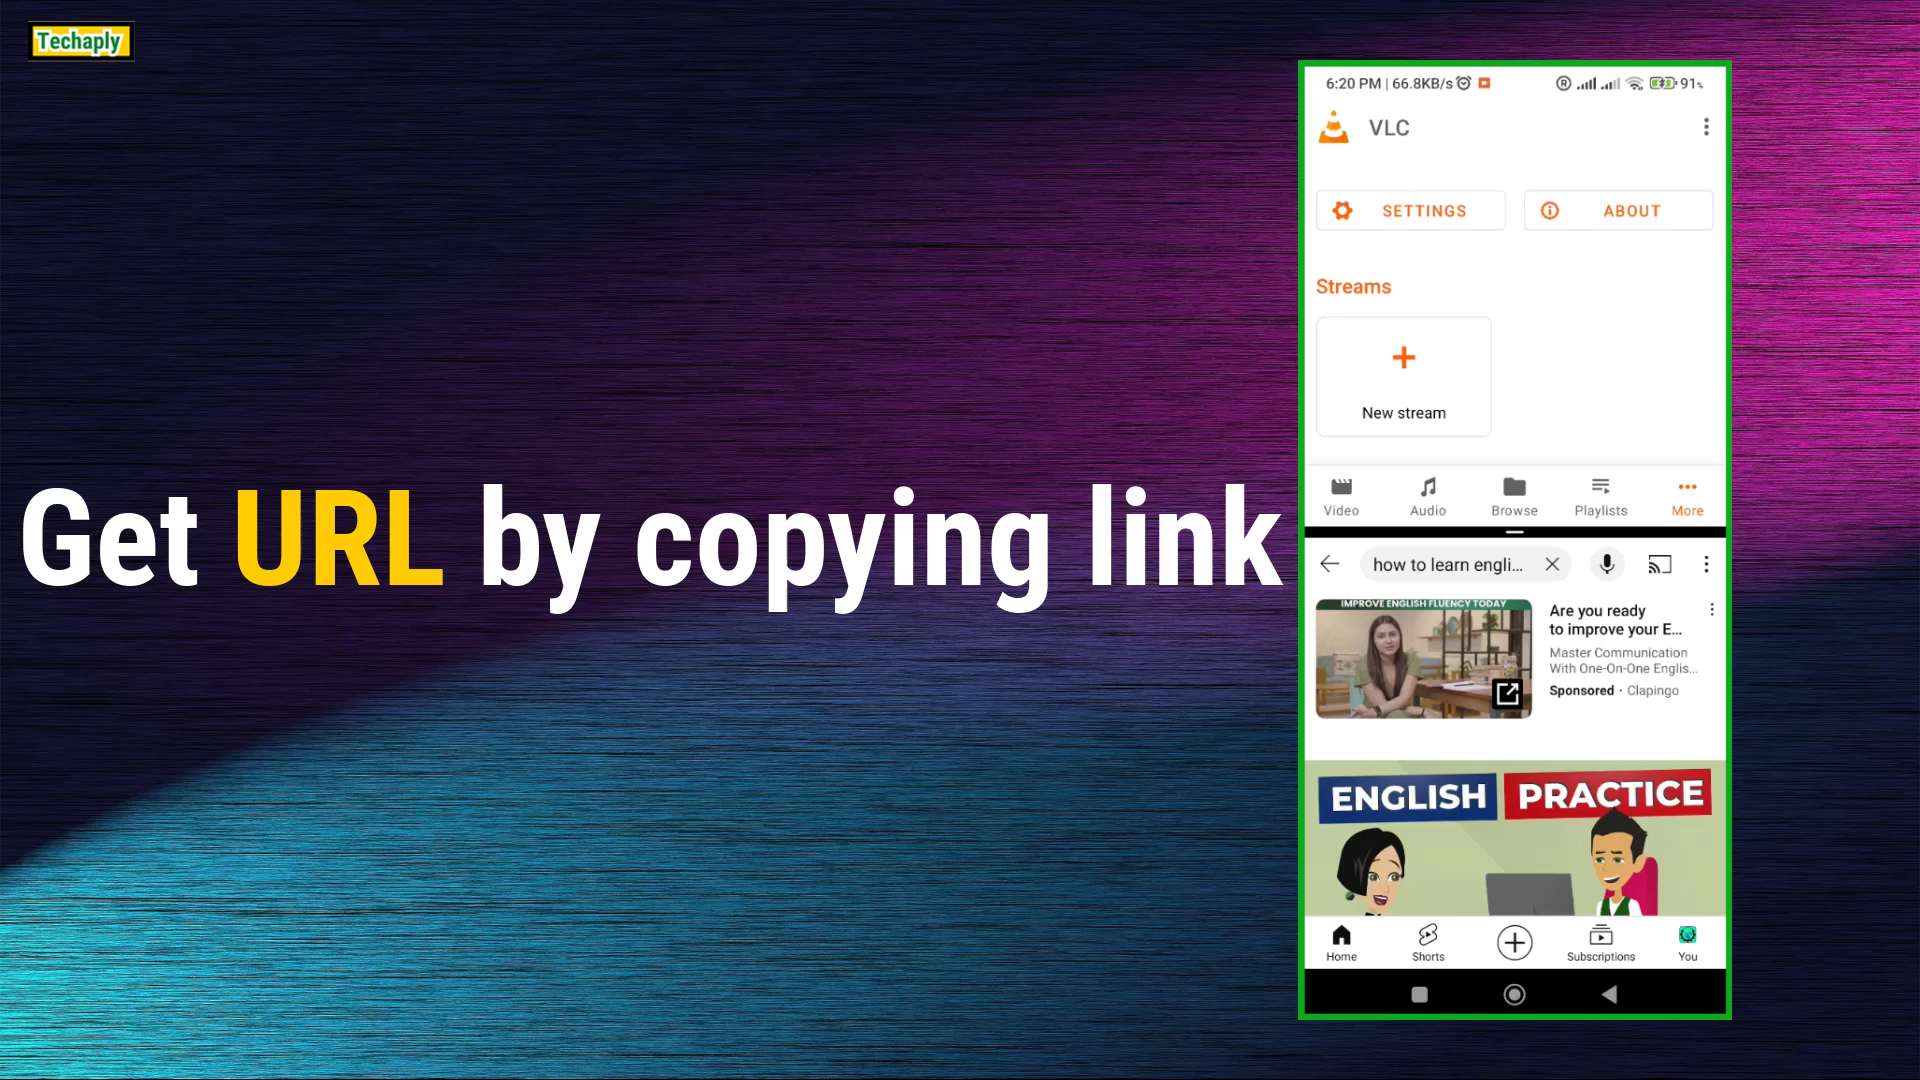 Techaply
Get URL by copying link
6:20 PM | 66.8KB/s
91%
VLC
SETTINGS
ABOUT
Streams
New stream
Video
Audio
Browse
Playlists
More
how to learn engli...
IMPROVE ENGLISH FLUENCY TODAY
Are you ready
to improve your E...
Master Communication
With One-On-One Englis...
Sponsored · Clapingo
ENGLISH PRACTICE
Home
Shorts
Subscriptions
You